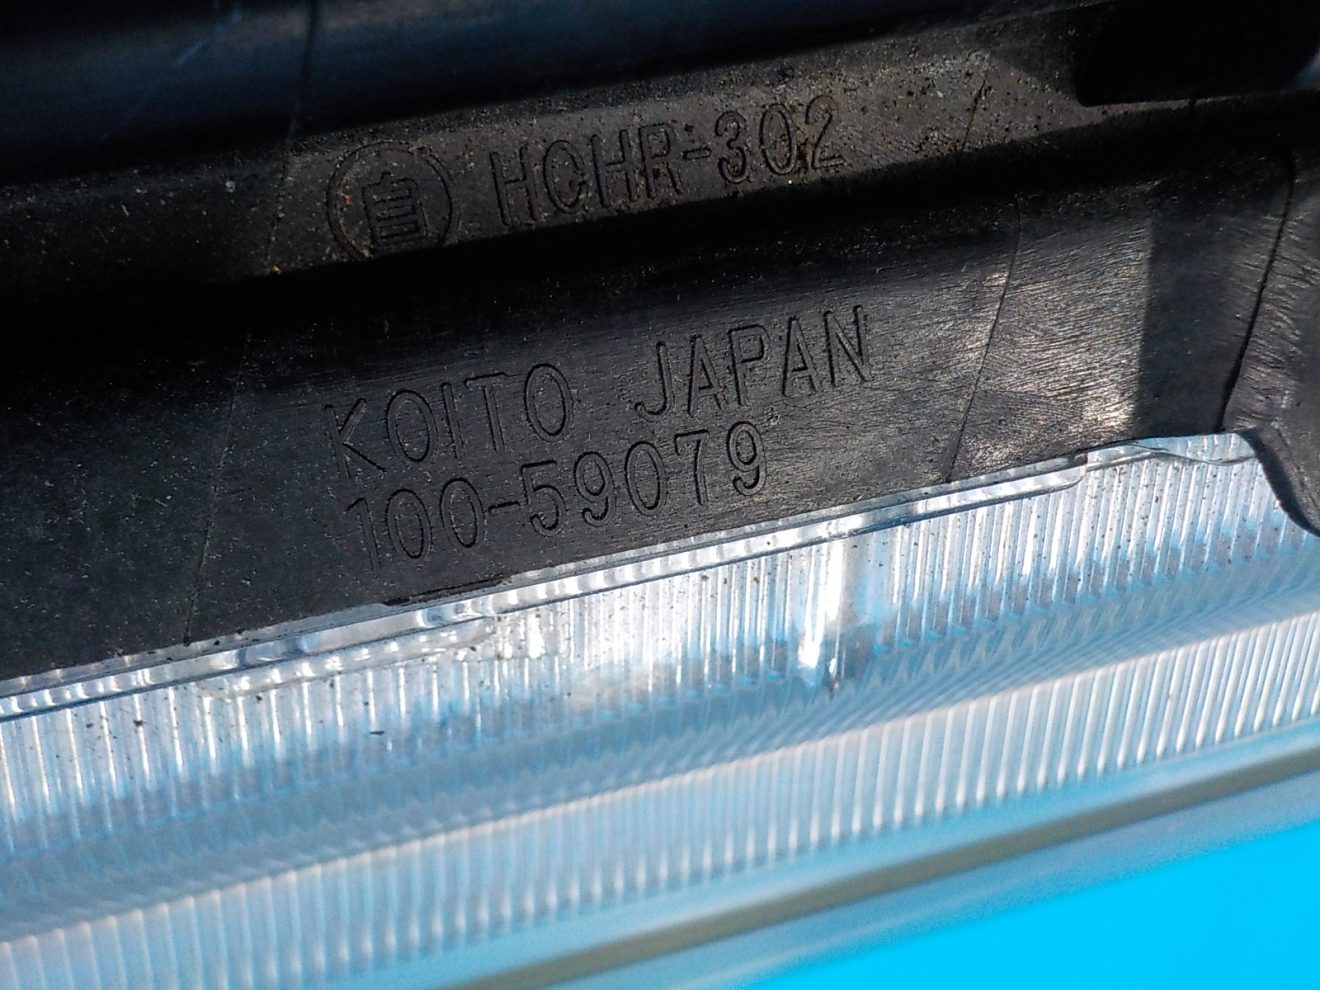 自 HCHR-302
KOITO JAPAN
100-59079